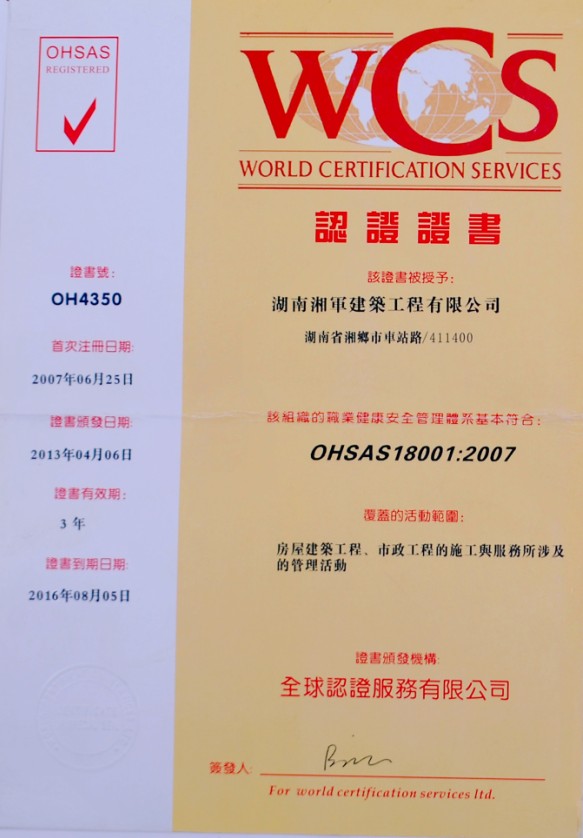 OHSAS
REGISTERED
WCS
WORLD CERTIFICATION SERVICES
認證證書
證書號:
OH4350
首次注冊日期:
2007年06月25日
證書頒發日期:
2013年04月06日
證書有效期:
3 年
證書到期日期:
2016年08月05日
該證書被授予:
湖南湘軍建築工程有限公司
湖南省湘鄉市車站路/411400
該組織的職業健康安全管理體系基本符合:
OHSAS18001:2007
覆蓋的活動範圍:
房屋建築工程、市政工程的施工與服務所涉及
的管理活動
證書頒發機構:
全球認證服務有限公司
簽發人:
For world certification services ltd.